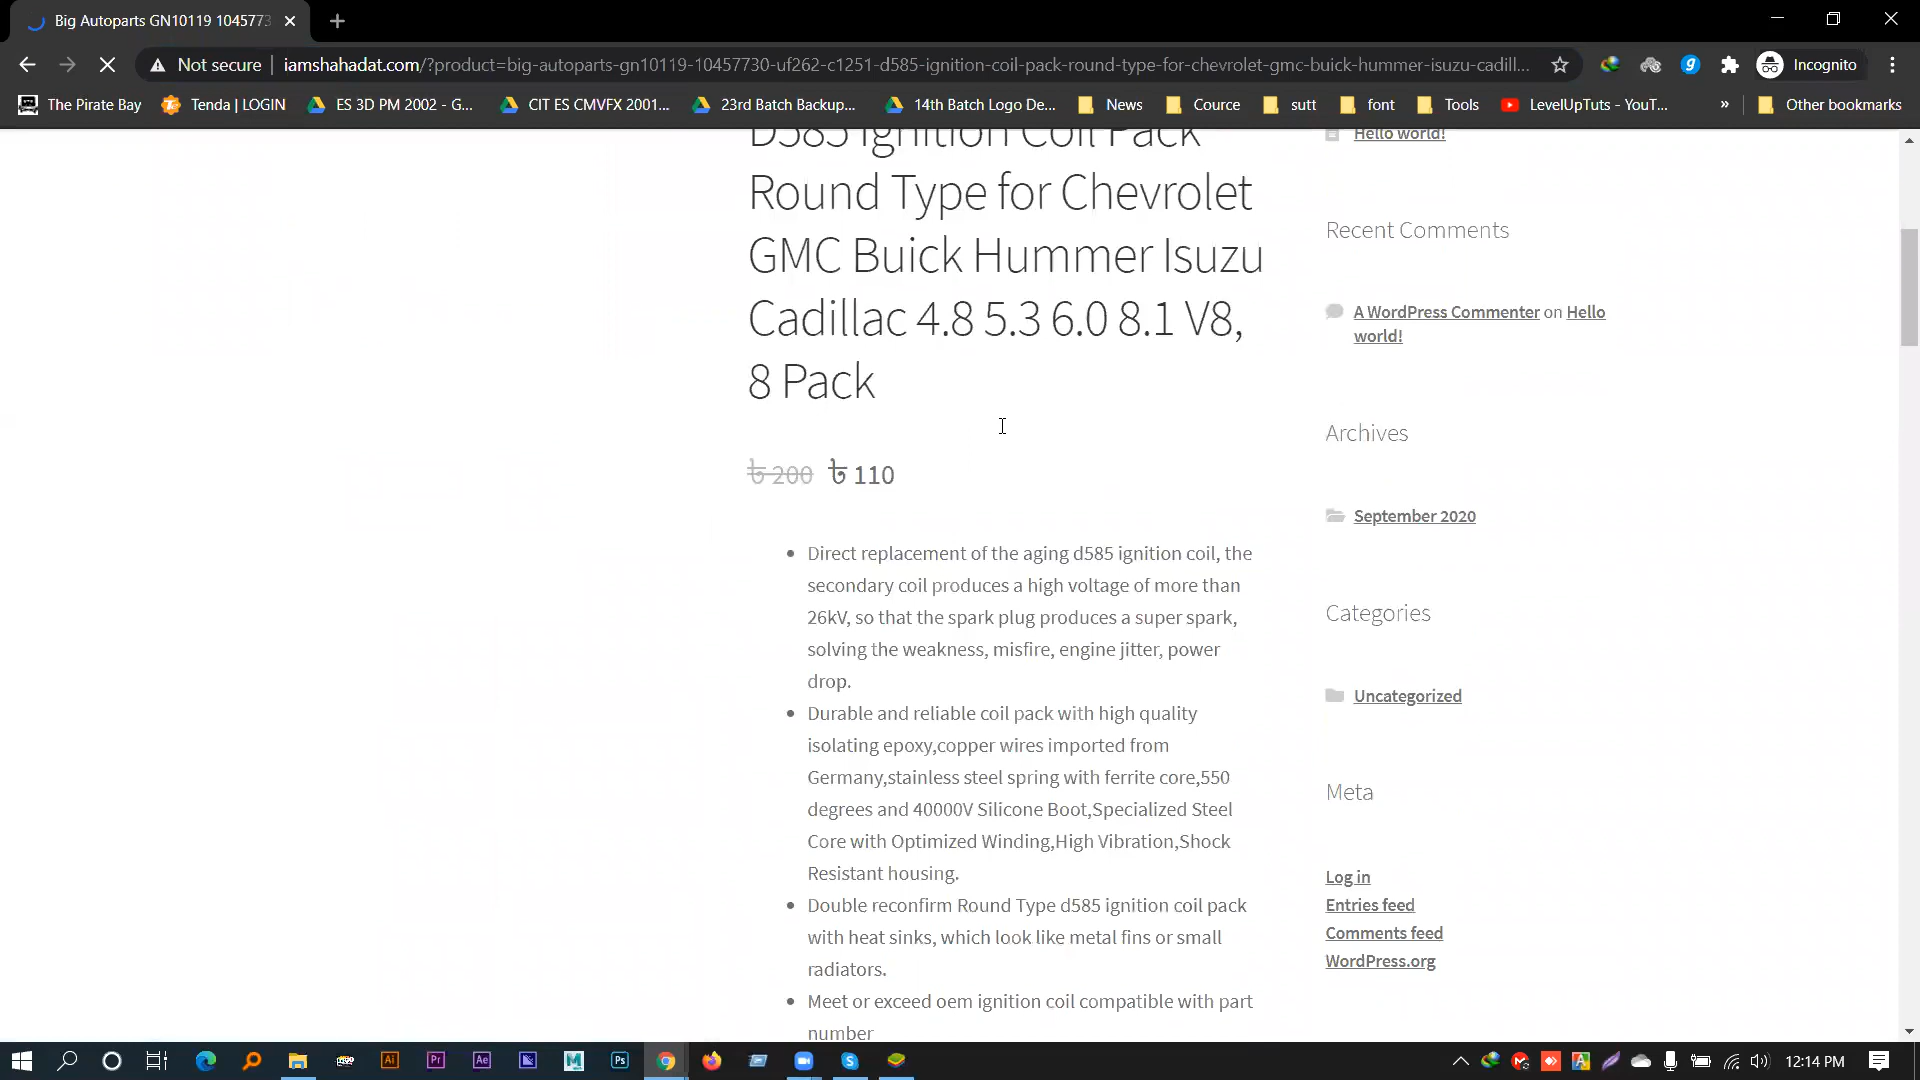 Big Autoparts GN10119 1045773
Not secure
iamshahadat.com/?product=big-autoparts-gn10119-10457730-uf262-c1251-d585-ignition-coil-pack-round-type-for-chevrolet-gmc-buick-hummer-isuzu-cadill...
Incognito
The Pirate Bay
Tenda | LOGIN
ES 3D PM 2002 - G...
CIT ES CMVFX 2001...
23rd Batch Backup...
14th Batch Logo De...
News
Cource
sutt
font
Tools
LevelUpTuts - YouT...
»
Other bookmarks
D585 Ignition Coil Pack
Round Type for Chevrolet
GMC Buick Hummer Isuzu
Cadillac 4.8 5.3 6.0 8.1 V8,
8 Pack
৳ 200 ৳ 110
• Direct replacement of the aging d585 ignition coil, the
secondary coil produces a high voltage of more than
26kV, so that the spark plug produces a super spark,
solving the weakness, misfire, engine jitter, power
drop.
• Durable and reliable coil pack with high quality
isolating epoxy,copper wires imported from
Germany,stainless steel spring with ferrite core,550
degrees and 40000V Silicone Boot,Specialized Steel
Core with Optimized Winding,High Vibration,Shock
Resistant housing.
• Double reconfirm Round Type d585 ignition coil pack
with heat sinks, which look like metal fins or small
radiators.
• Meet or exceed oem ignition coil compatible with part
number
Hello world!
Recent Comments
A WordPress Commenter on Hello
world!
Archives
September 2020
Categories
Uncategorized
Meta
Log in
Entries feed
Comments feed
WordPress.org
Ai
Pr
Ae
Ps
12:14 PM